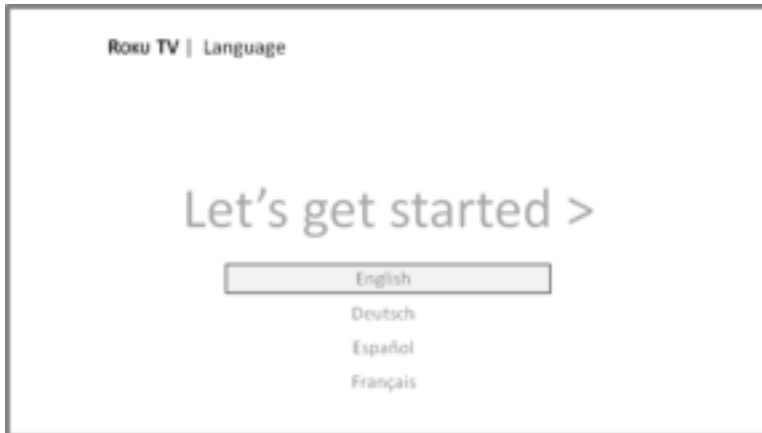 Roku TV | Language
Let's get started >
English
Deutsch
Español
Français